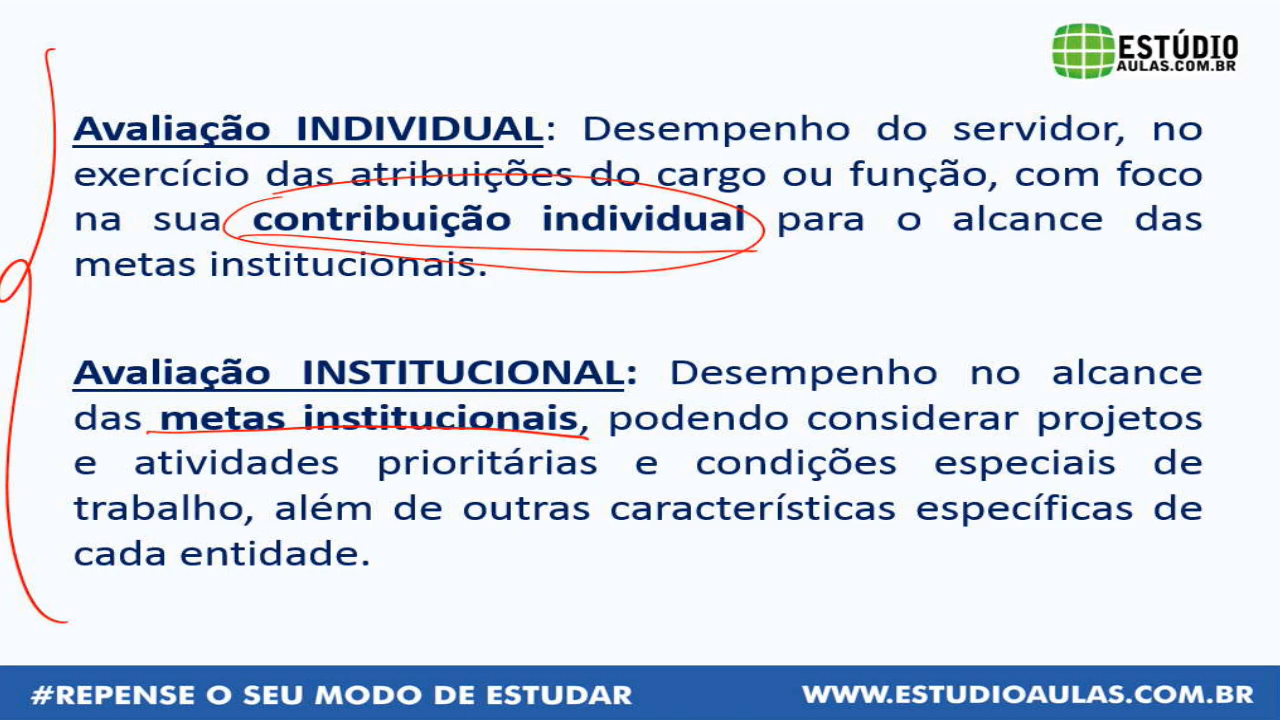 ESTÚDIO
AULAS.COM.BR
Avaliação INDIVIDUAL: Desempenho do servidor, no
exercício das atribuições do cargo ou função, com foco
na sua contribuição individual para o alcance das
metas institucionais.
Avaliação INSTITUCIONAL: Desempenho no alcance
das metas institucionais, podendo considerar projetos
e atividades prioritárias e condições especiais de
trabalho, além de outras características específicas de
cada entidade.
#REPENSE O SEU MODO DE ESTUDAR
WWW.ESTUDIOAULAS.COM.BR